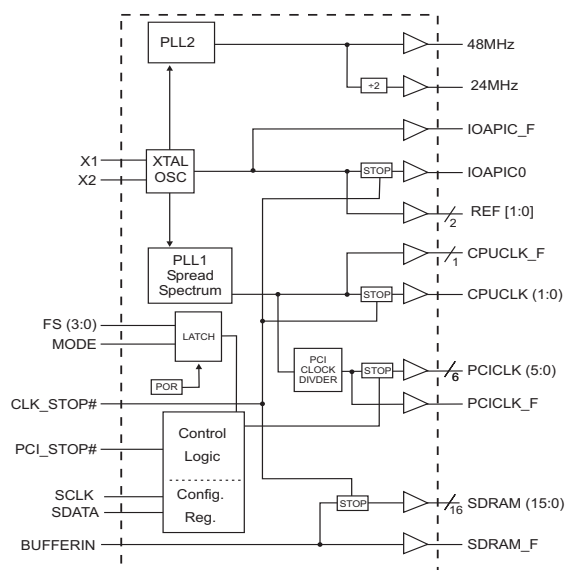 PLL2
48MHz
÷2
24MHz
IOAPIC_F
X1
X2
XTAL
OSC
STOP
IOAPIC0
REF [1:0]
2
PLL1
Spread
Spectrum
CPUCLK_F
1
STOP
CPUCLK (1:0)
FS (3:0)
MODE
LATCH
POR
PCI
CLOCK
DIVDER
STOP
PCICLK (5:0)
6
PCICLK_F
CLK_STOP#
PCI_STOP#
Control
Logic
SCLK
SDATA
Config.
Reg.
STOP
SDRAM (15:0)
16
BUFFERIN
SDRAM_F